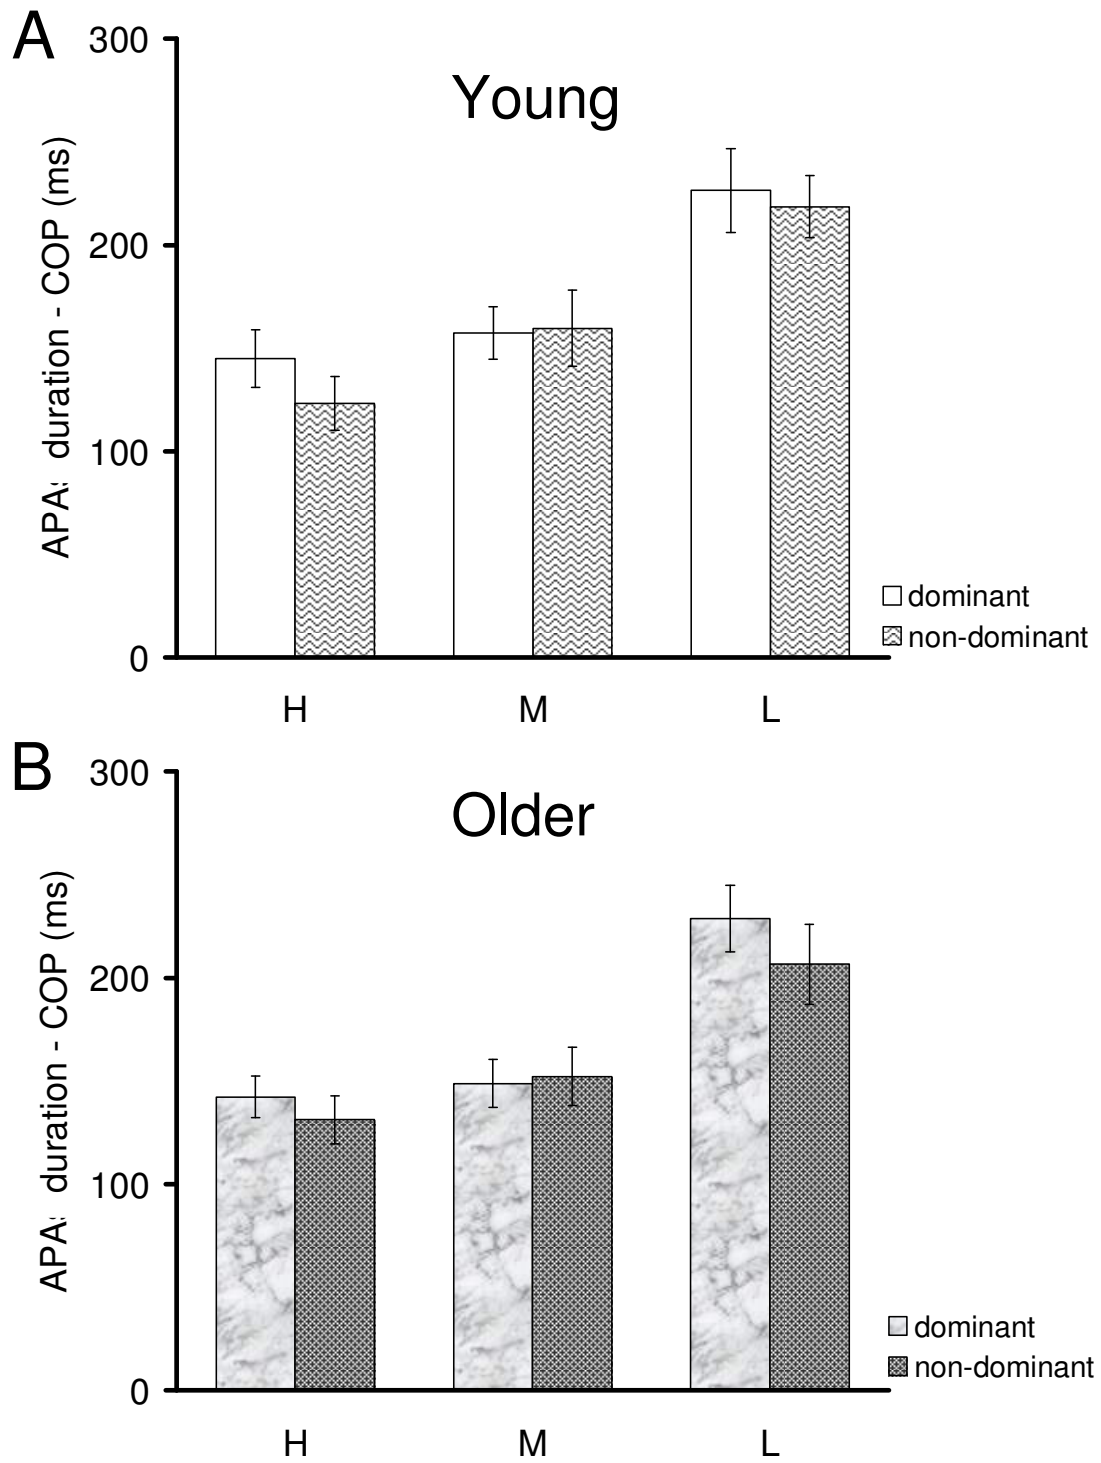 A
300
Young
APAs duration - COP (ms)
200
100
dominant
non-dominant
0
H M L
B
300
Older
APAs duration - COP (ms)
200
100
dominant
non-dominant
0
H M L